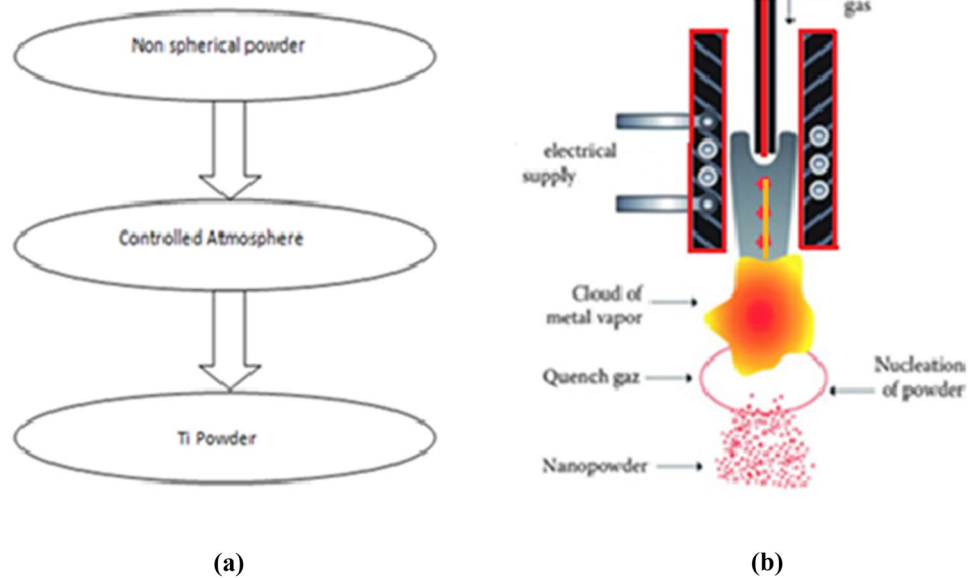 Non spherical powder
Controlled Atmosphere
Ti Powder
(a)
gas
electrical
supply
Cloud of
metal vapor
Quench gaz
Nucleation
of powder
Nanopowder
(b)